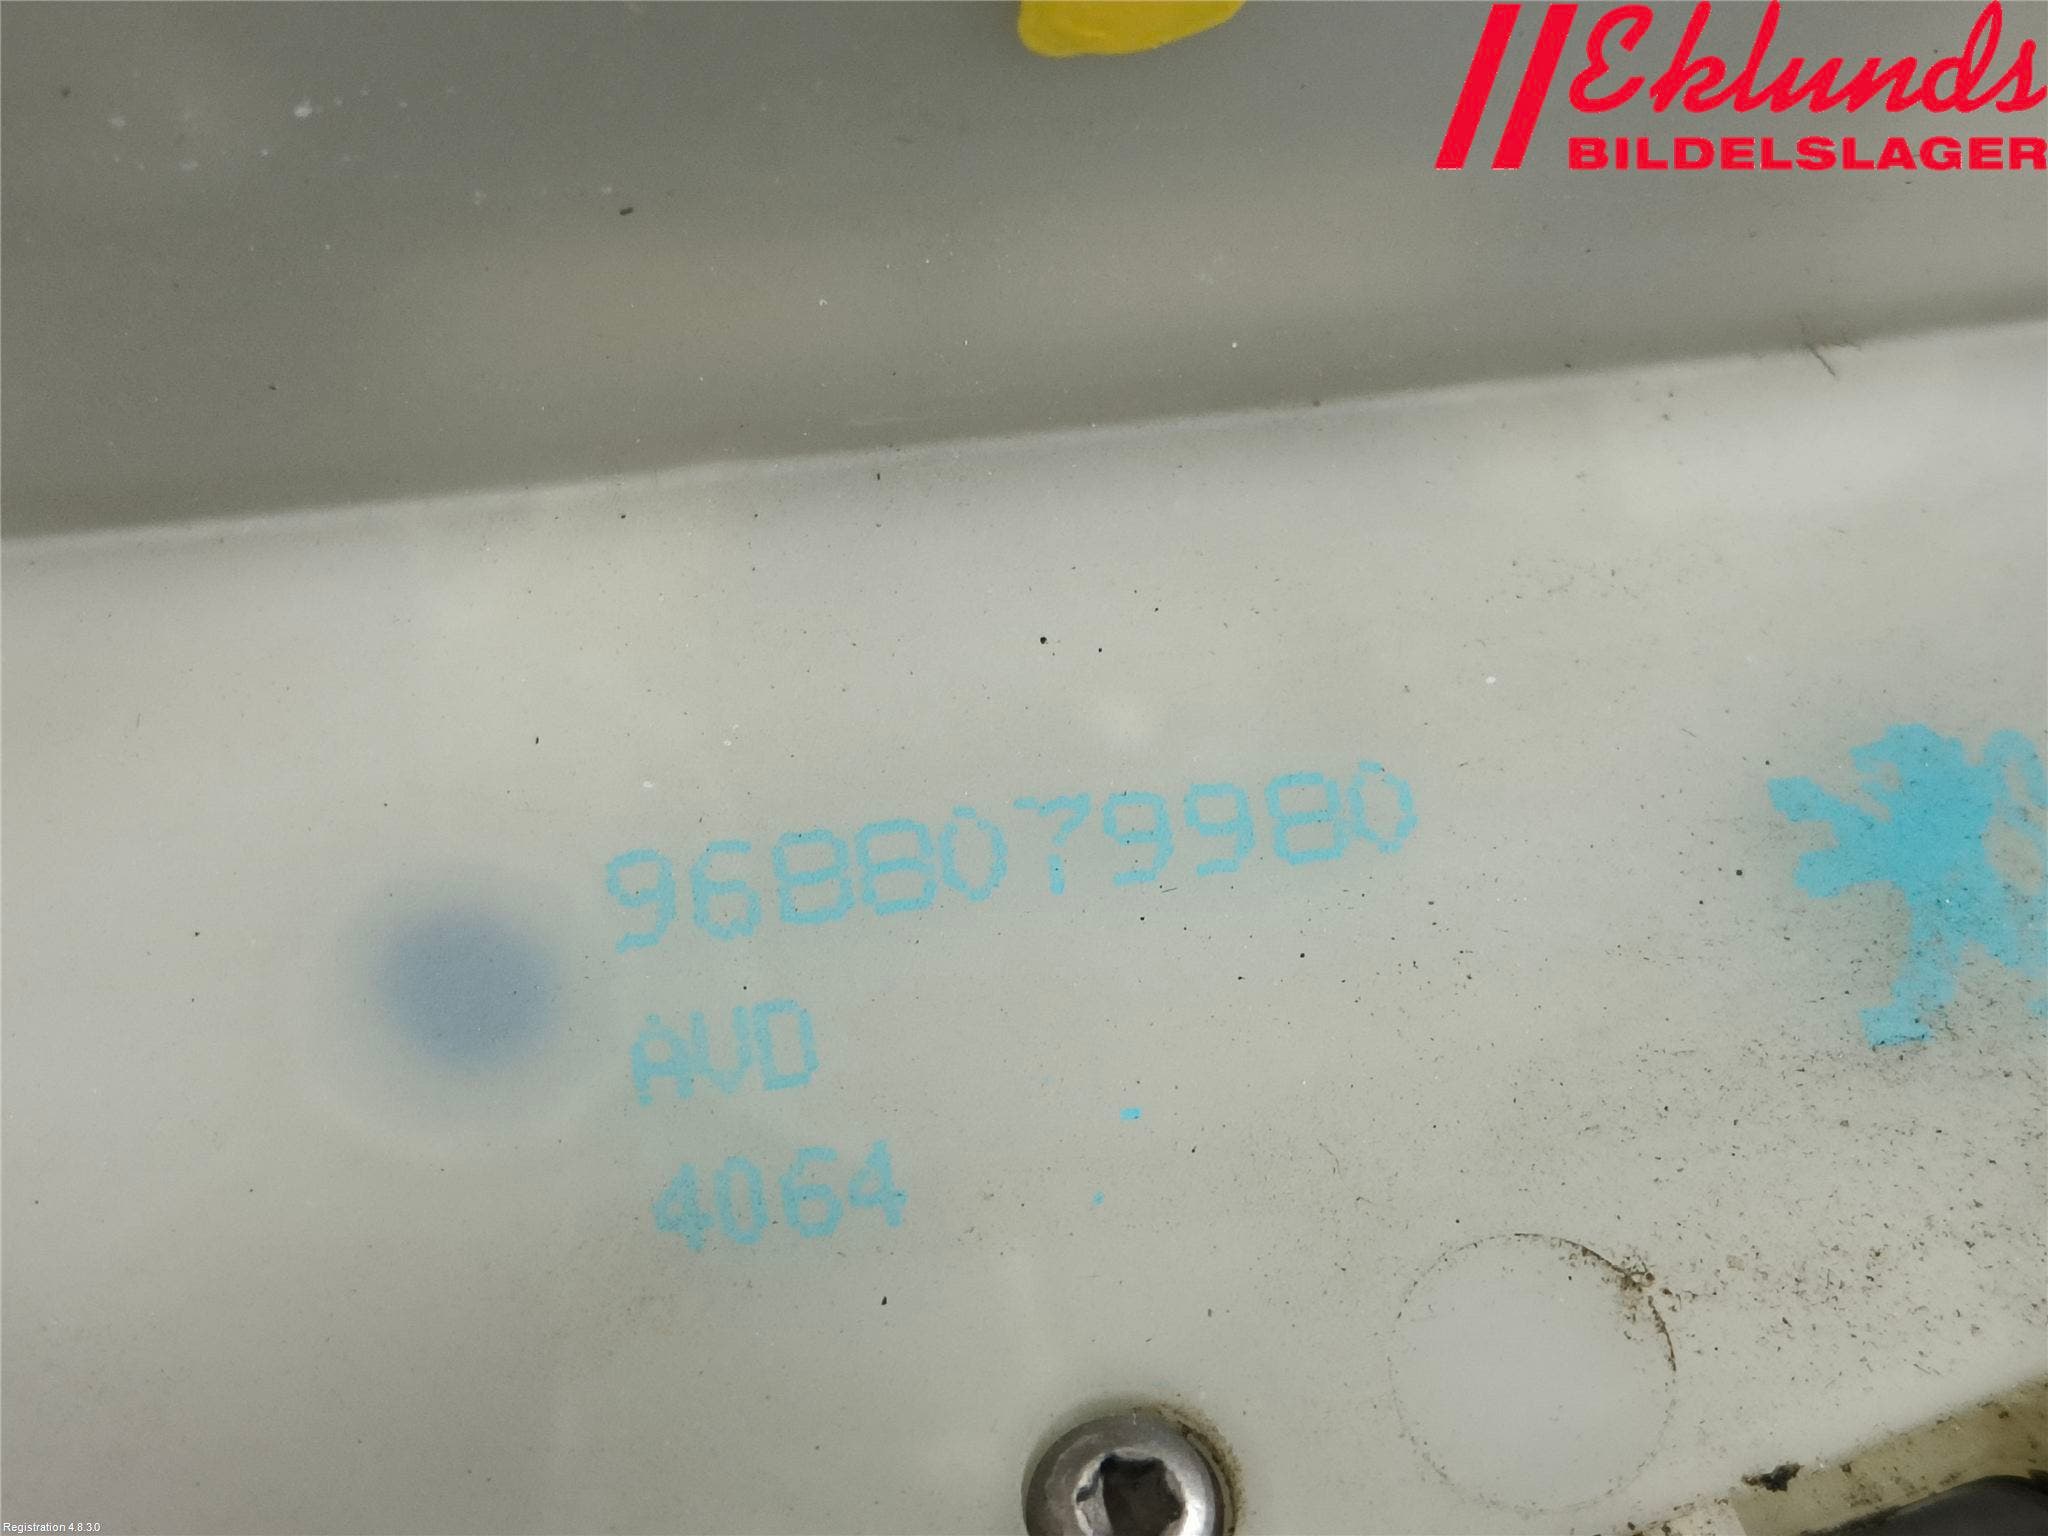 Eklunds
BILDELSLAGER
9688079980
AVD
4064
Registration 4.8.3.0